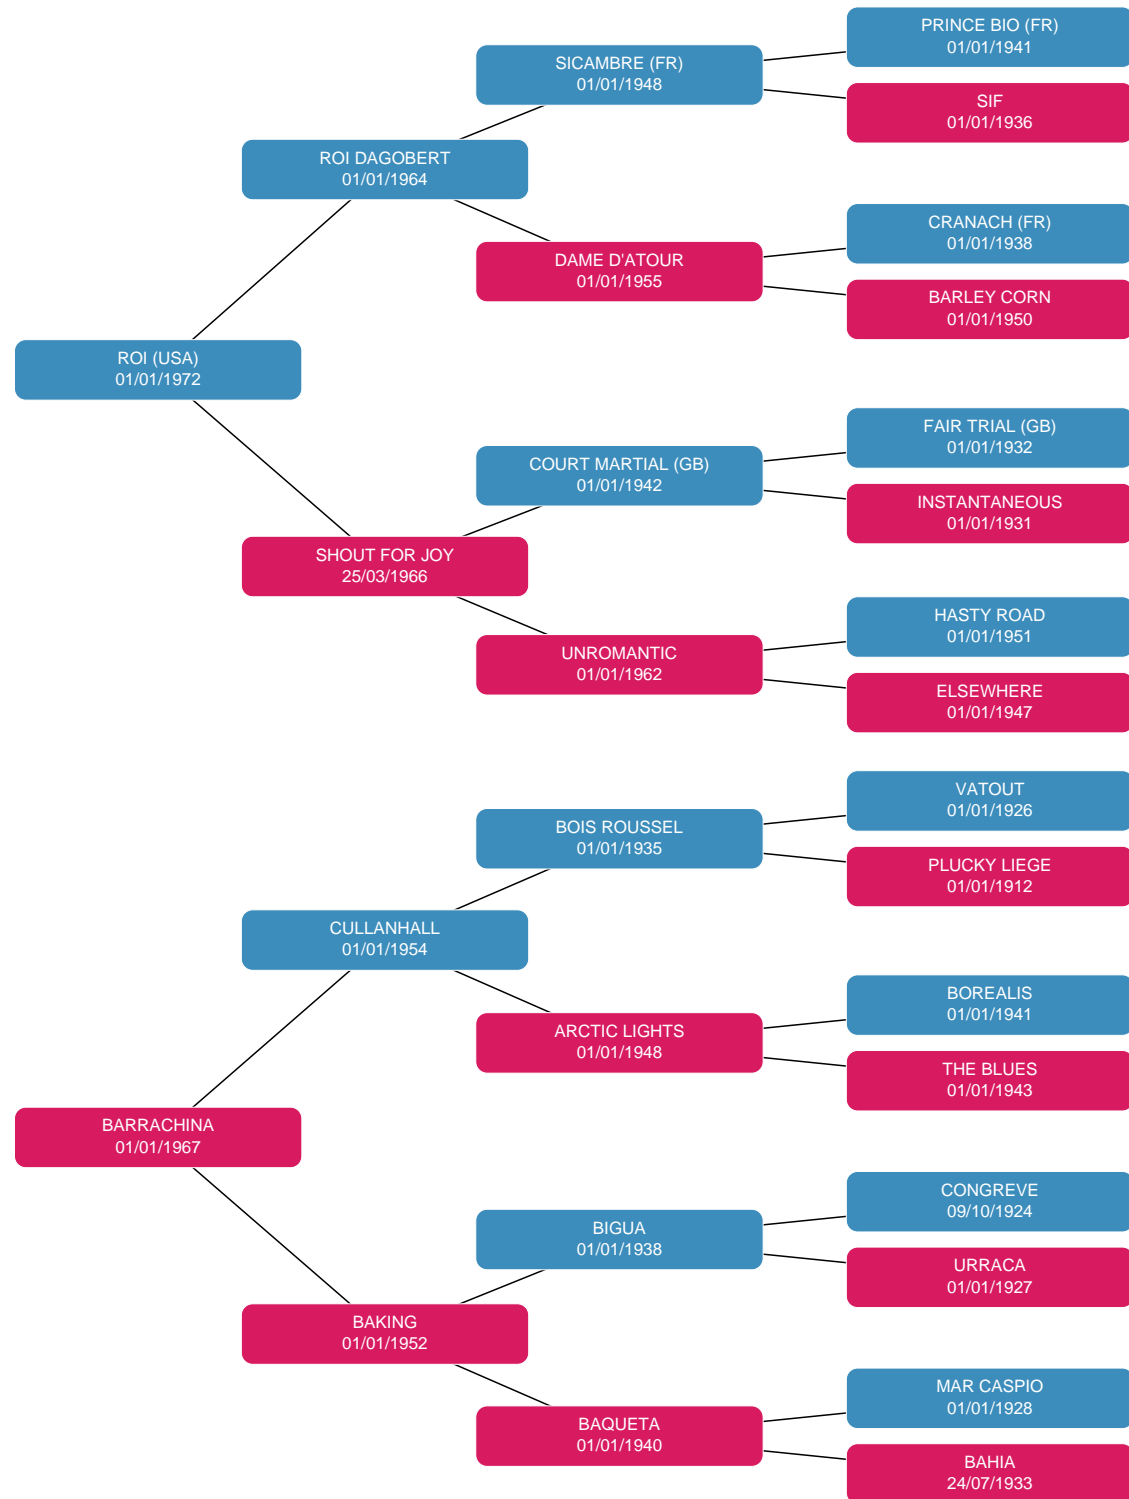 PRINCE BIO (FR)
01/01/1941
SICAMBRE (FR)
01/01/1948
SIF
01/01/1936
ROI DAGOBERT
01/01/1964
CRANACH (FR)
01/01/1938
DAME D'ATOUR
01/01/1955
BARLEY CORN
01/01/1950
ROI (USA)
01/01/1972
FAIR TRIAL (GB)
01/01/1932
COURT MARTIAL (GB)
01/01/1942
INSTANTANEOUS
01/01/1931
SHOUT FOR JOY
25/03/1966
HASTY ROAD
01/01/1951
UNROMANTIC
01/01/1962
ELSEWHERE
01/01/1947
VATOUT
01/01/1926
BOIS ROUSSEL
01/01/1935
PLUCKY LIEGE
01/01/1912
CULLANHALL
01/01/1954
BOREALIS
01/01/1941
ARCTIC LIGHTS
01/01/1948
THE BLUES
01/01/1943
BARRACHINA
01/01/1967
CONGREVE
09/10/1924
BIGUA
01/01/1938
URRACA
01/01/1927
BAKING
01/01/1952
MAR CASPIO
01/01/1928
BAQUETA
01/01/1940
BAHIA
24/07/1933